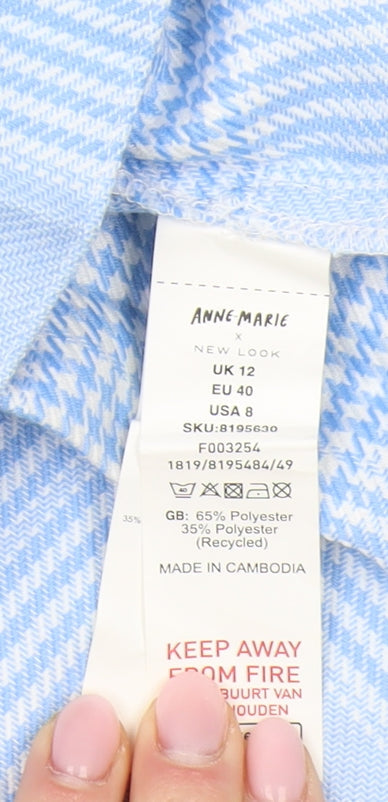 ANNE-MARIE
X
NEW LOOK
UK 12
EU 40
USA 8
SKU:8195630
F003254
1819/8195484/49
40
GB: 65% Polyester
35% Polyester
(Recycled)
MADE IN CAMBODIA
35%
KEEP AWAY
FROM FIRE
BUURT VAN
HOUDEN